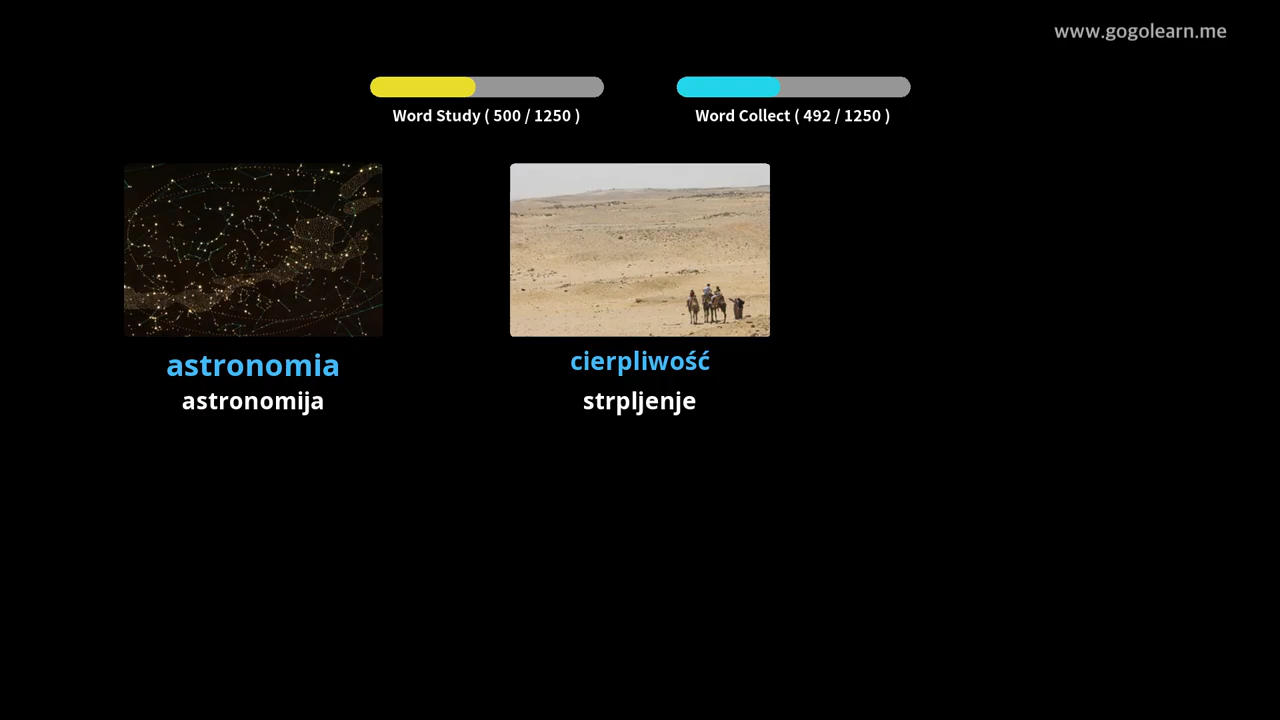 www.gogolearn.me
Word Study ( 500 / 1250 )
Word Collect ( 492 / 1250 )
astronomia
astronomija
cierpliwość
strpljenje